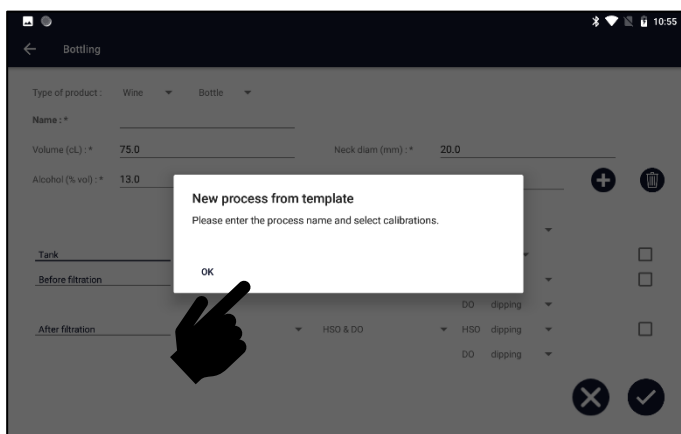 10:55
Bottling
Type of product : Wine Bottle
Name : *
Volume (cL) : * 75.0 Neck diam (mm) : * 20.0
Alcohol (% vol) : * 13.0
New process from template
Please enter the process name and select calibrations.
Tank
OK
Before filtration
DO dipping
After filtration HSO & DO HSO dipping
DO dipping